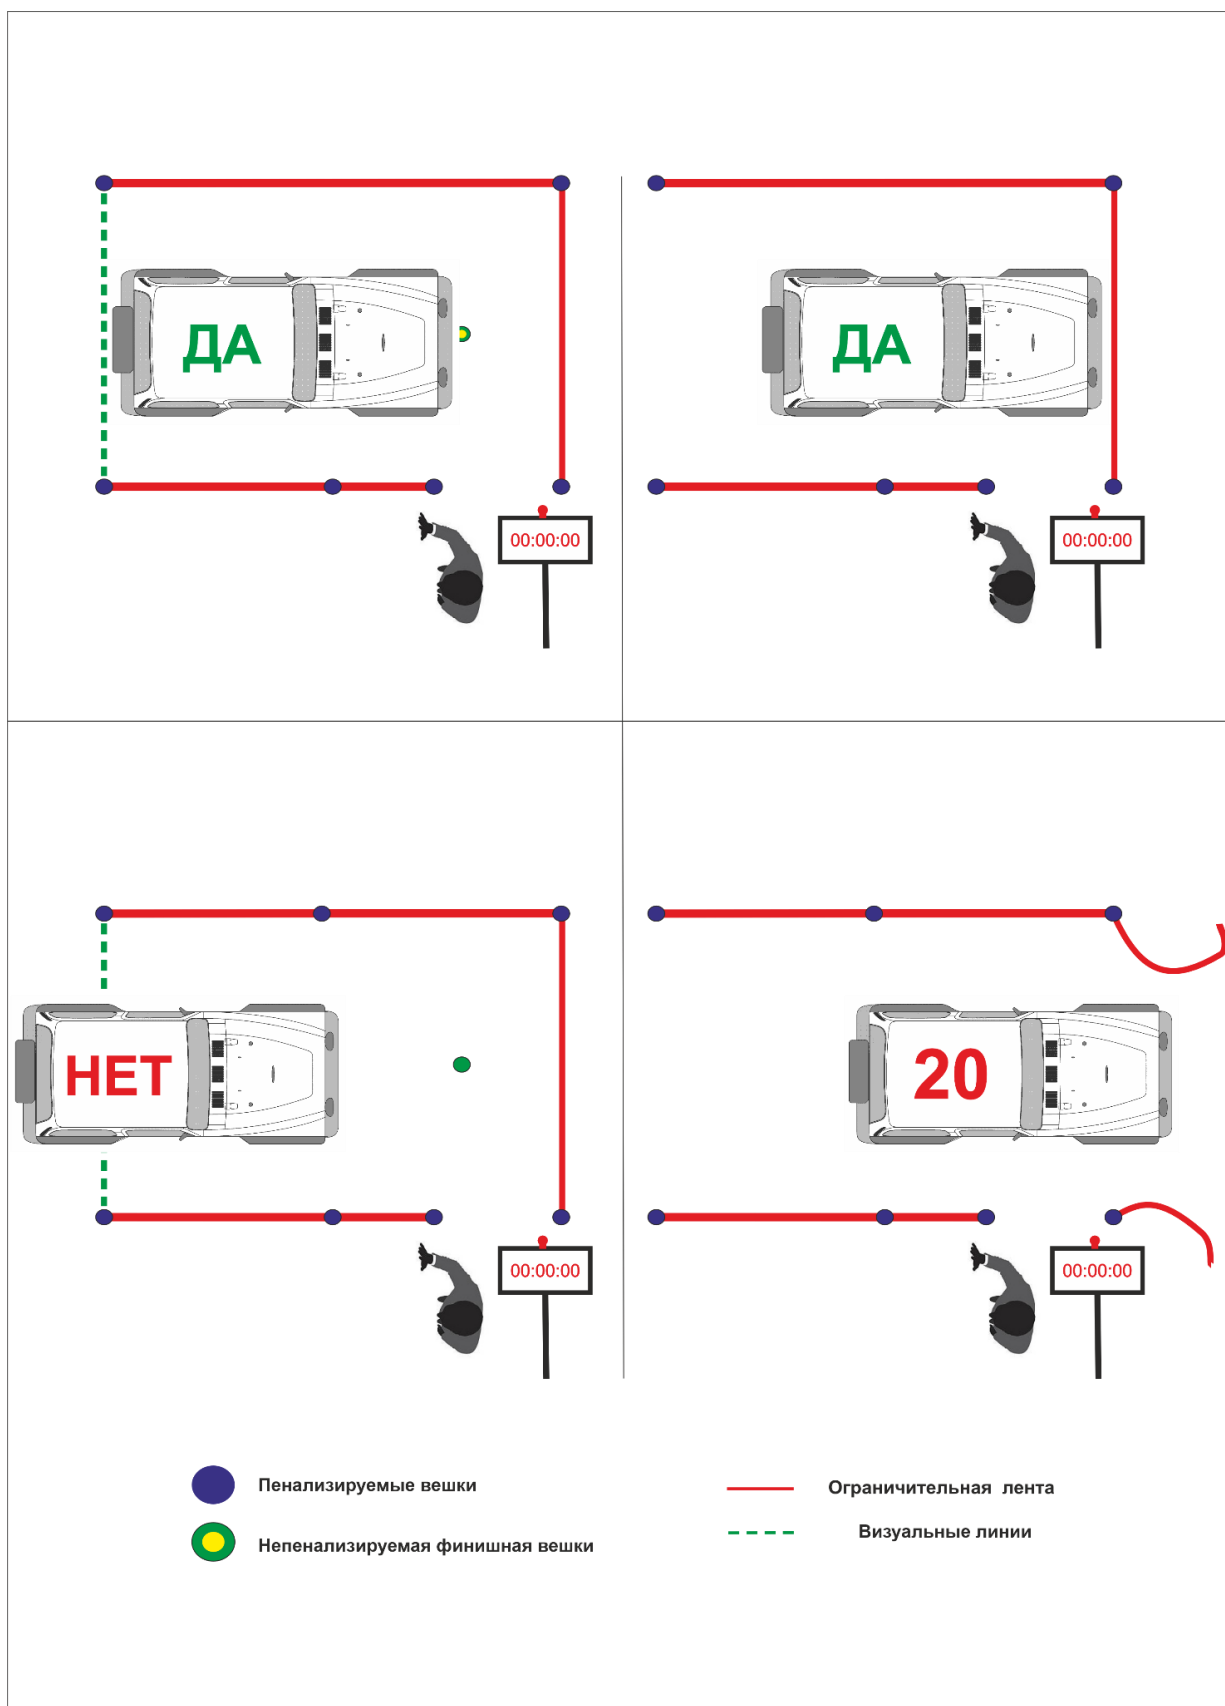 ДА
ДА
00:00:00
00:00:00
НЕТ
20
00:00:00
00:00:00
Пенализируемые вешки
Ограничительная лента
Непенализируемая финишная вешки
Визуальные линии